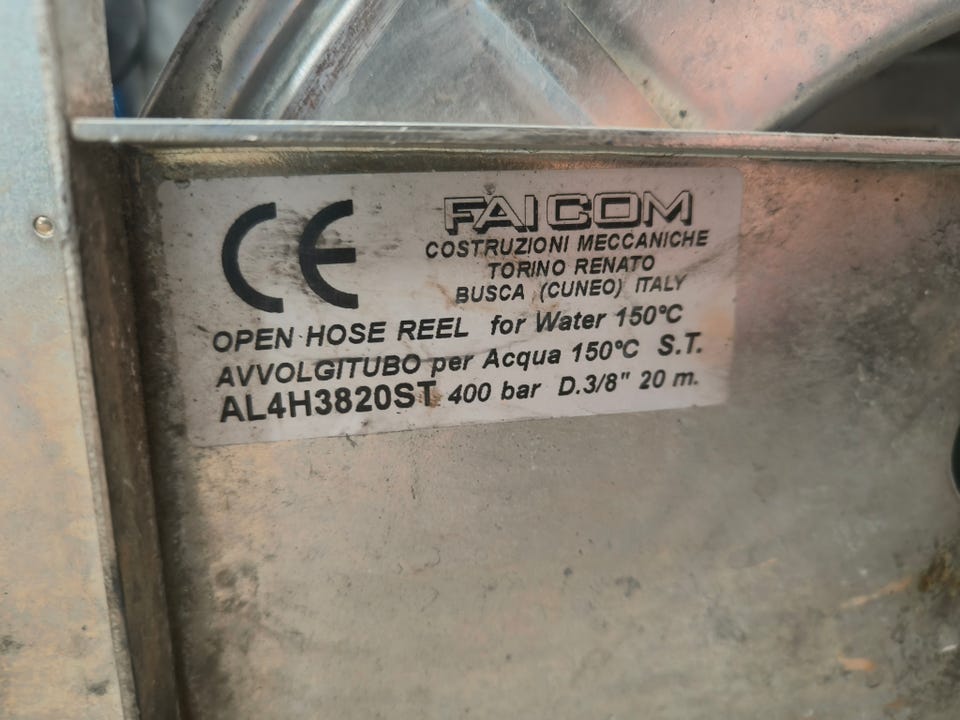 CE
FAICOM
COSTRUZIONI MECCANICHE
TORINO RENATO
BUSCA (CUNEO) ITALY
OPEN HOSE REEL for Water 150°C
AVVOLGITUBO per Acqua 150°C S.T.
AL4H3820ST 400 bar D.3/8" 20 m.